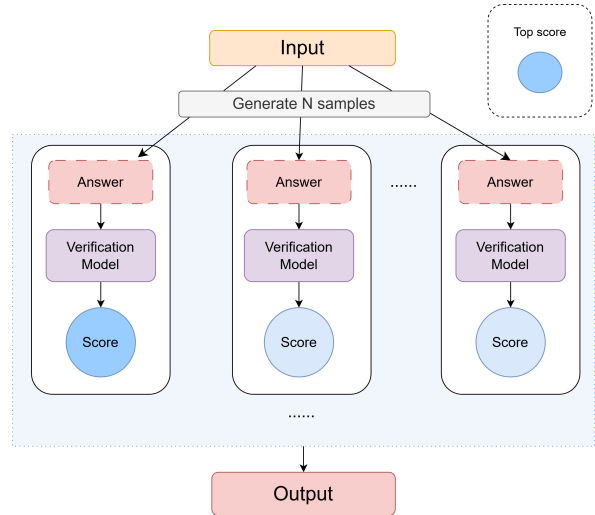 Input
Top score
Generate N samples
Answer
Answer
......
Answer
Verification
Model
Verification
Model
Verification
Model
Score
Score
Score
......
Output